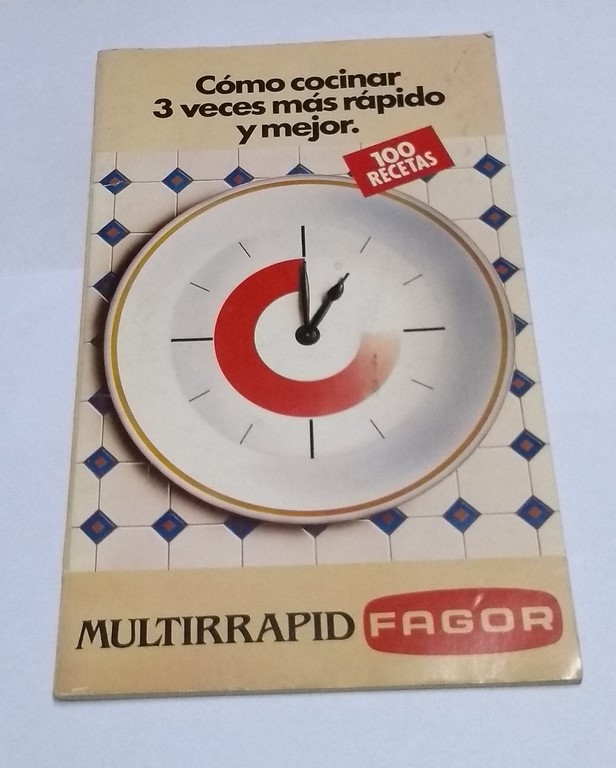 Cómo cocinar
3 veces más rápido
y mejor.
100
RECETAS
MULTIRRAPID FAGOR